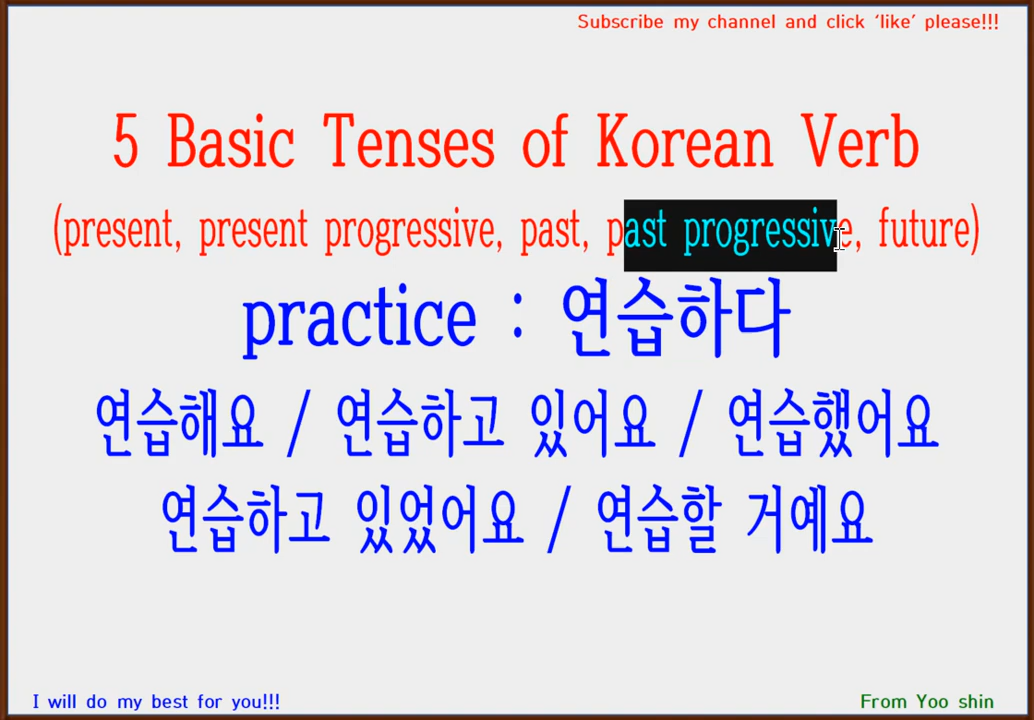 Subscribe my channel and click ‘like’ please!!!
5 Basic Tenses of Korean Verb
(present, present progressive, past, past progressive, future)
practice : 연습하다
연습해요 / 연습하고 있어요 / 연습했어요
연습하고 있었어요 / 연습할 거예요
I will do my best for you!!!
From Yoo shin